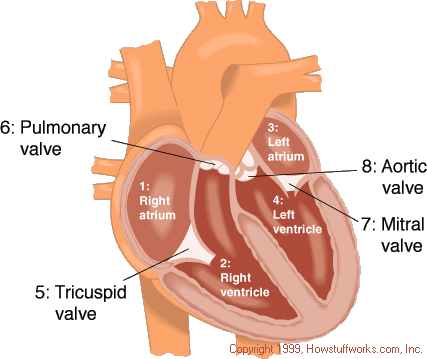 6: Pulmonary
valve
3:
Left
atrium
8: Aortic
valve
1:
Right
atrium
4:
Left
ventricle
7: Mitral
valve
2:
Right
ventricle
5: Tricuspid
valve
Copyright 1999, Howstuffworks.com, Inc.